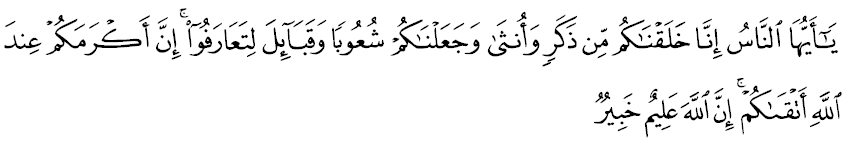 يَـٰٓأَيُّهَا ٱلنَّاسُ إِنَّا خَلَقْنَـٰكُم مِّن ذَكَرٍ وَأُنثَىٰ وَجَعَلْنَـٰكُمْ شُعُوبًا وَقَبَآئِلَ لِتَعَارَفُوٓا۟ ۚ إِنَّ أَكْرَمَكُمْ عِندَ
ٱللَّهِ أَتْقَىٰكُمْ ۚ إِنَّ ٱللَّهَ عَلِيمٌ خَبِيرٌ